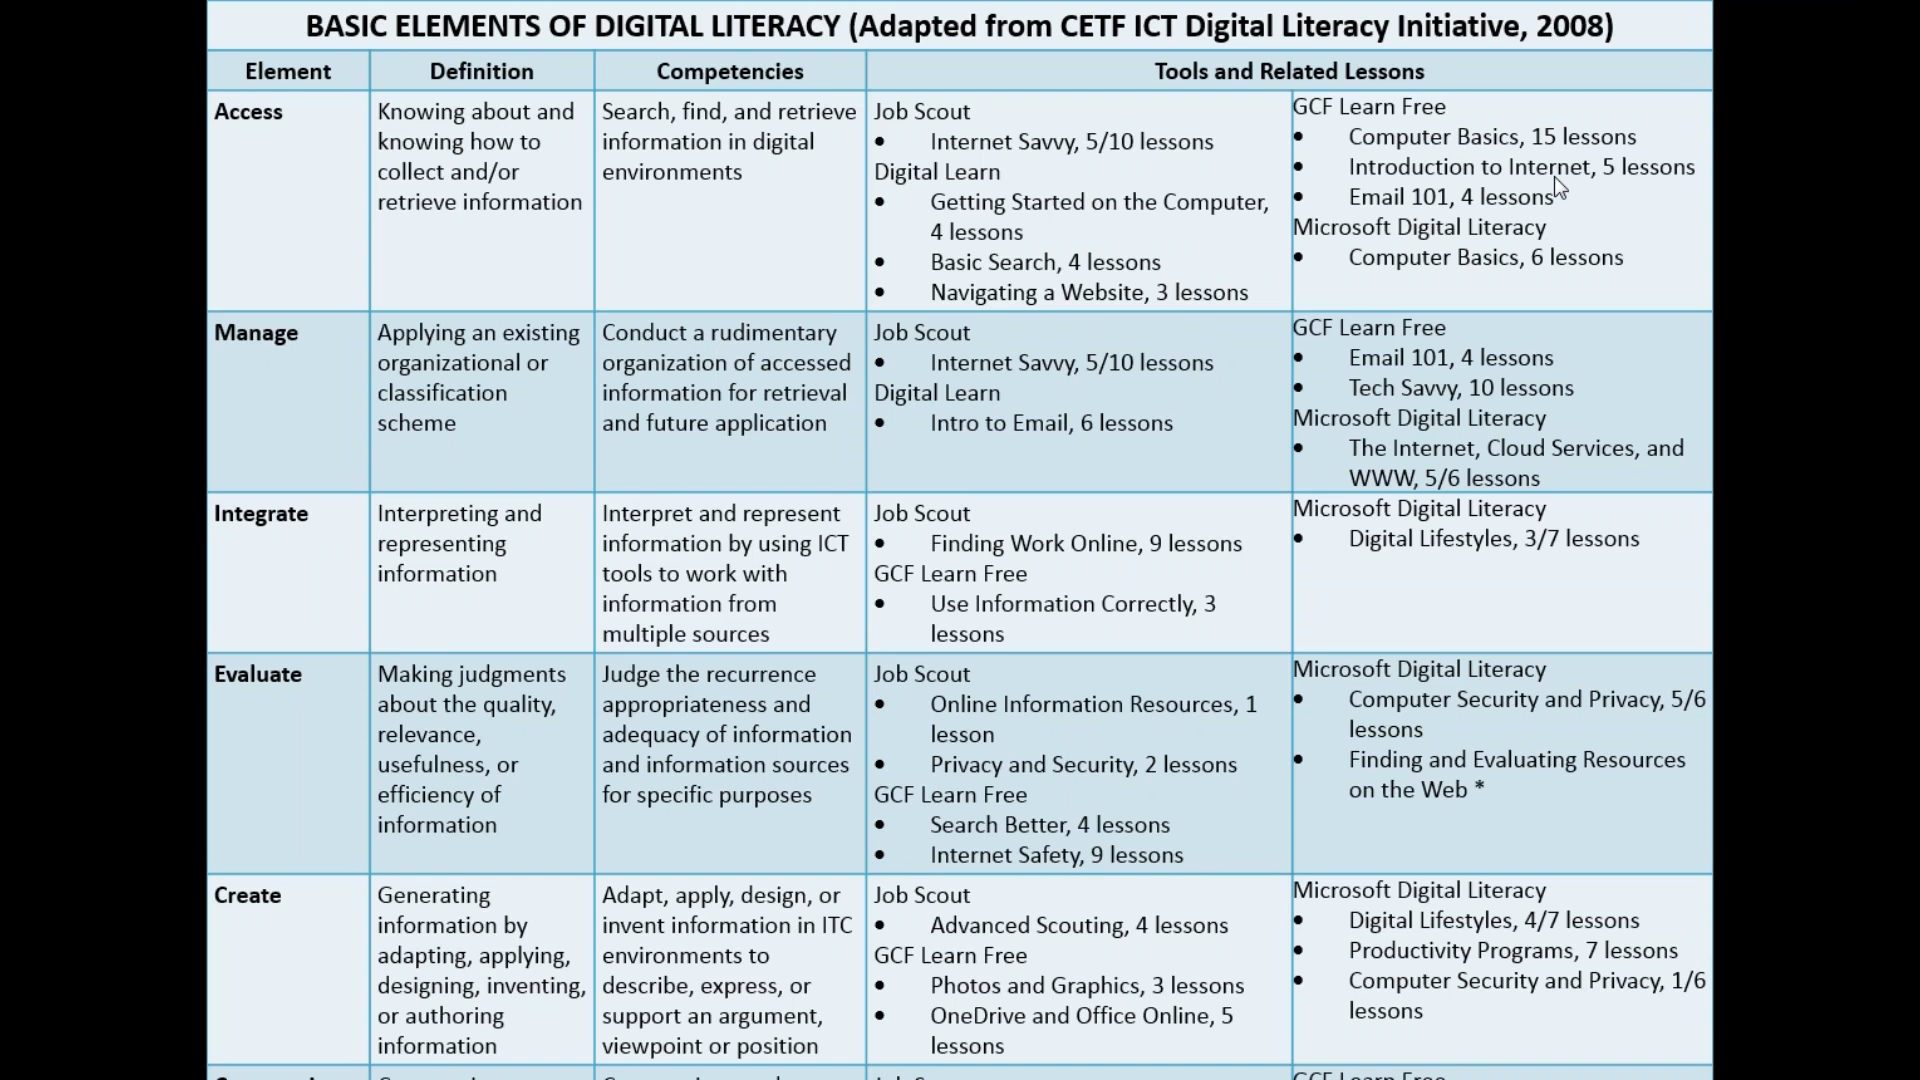 BASIC ELEMENTS OF DIGITAL LITERACY (Adapted from CETF ICT Digital Literacy Initiative, 2008)
Element
Definition
Competencies
Tools and Related Lessons
Access
Knowing about and
knowing how to
collect and/or
retrieve information
Search, find, and retrieve
information in digital
environments
Job Scout
• Internet Savvy, 5/10 lessons
Digital Learn
• Getting Started on the Computer,
4 lessons
• Basic Search, 4 lessons
• Navigating a Website, 3 lessons
GCF Learn Free
• Computer Basics, 15 lessons
• Introduction to Internet, 5 lessons
• Email 101, 4 lessons
Microsoft Digital Literacy
• Computer Basics, 6 lessons
Manage
Applying an existing
organizational or
classification
scheme
Conduct a rudimentary
organization of accessed
information for retrieval
and future application
Job Scout
• Internet Savvy, 5/10 lessons
Digital Learn
• Intro to Email, 6 lessons
GCF Learn Free
• Email 101, 4 lessons
• Tech Savvy, 10 lessons
Microsoft Digital Literacy
• The Internet, Cloud Services, and
WWW, 5/6 lessons
Integrate
Interpreting and
representing
information
Interpret and represent
information by using ICT
tools to work with
information from
multiple sources
Job Scout
• Finding Work Online, 9 lessons
GCF Learn Free
• Use Information Correctly, 3
lessons
Microsoft Digital Literacy
• Digital Lifestyles, 3/7 lessons
Evaluate
Making judgments
about the quality,
relevance,
usefulness, or
efficiency of
information
Judge the recurrence
appropriateness and
adequacy of information
and information sources
for specific purposes
Job Scout
• Online Information Resources, 1
lesson
• Privacy and Security, 2 lessons
GCF Learn Free
• Search Better, 4 lessons
• Internet Safety, 9 lessons
Microsoft Digital Literacy
• Computer Security and Privacy, 5/6
lessons
• Finding and Evaluating Resources
on the Web *
Create
Generating
information by
adapting, applying,
designing, inventing,
or authoring
information
Adapt, apply, design, or
invent information in ITC
environments to
describe, express, or
support an argument,
viewpoint or position
Job Scout
• Advanced Scouting, 4 lessons
GCF Learn Free
• Photos and Graphics, 3 lessons
• OneDrive and Office Online, 5
lessons
Microsoft Digital Literacy
• Digital Lifestyles, 4/7 lessons
• Productivity Programs, 7 lessons
• Computer Security and Privacy, 1/6
lessons